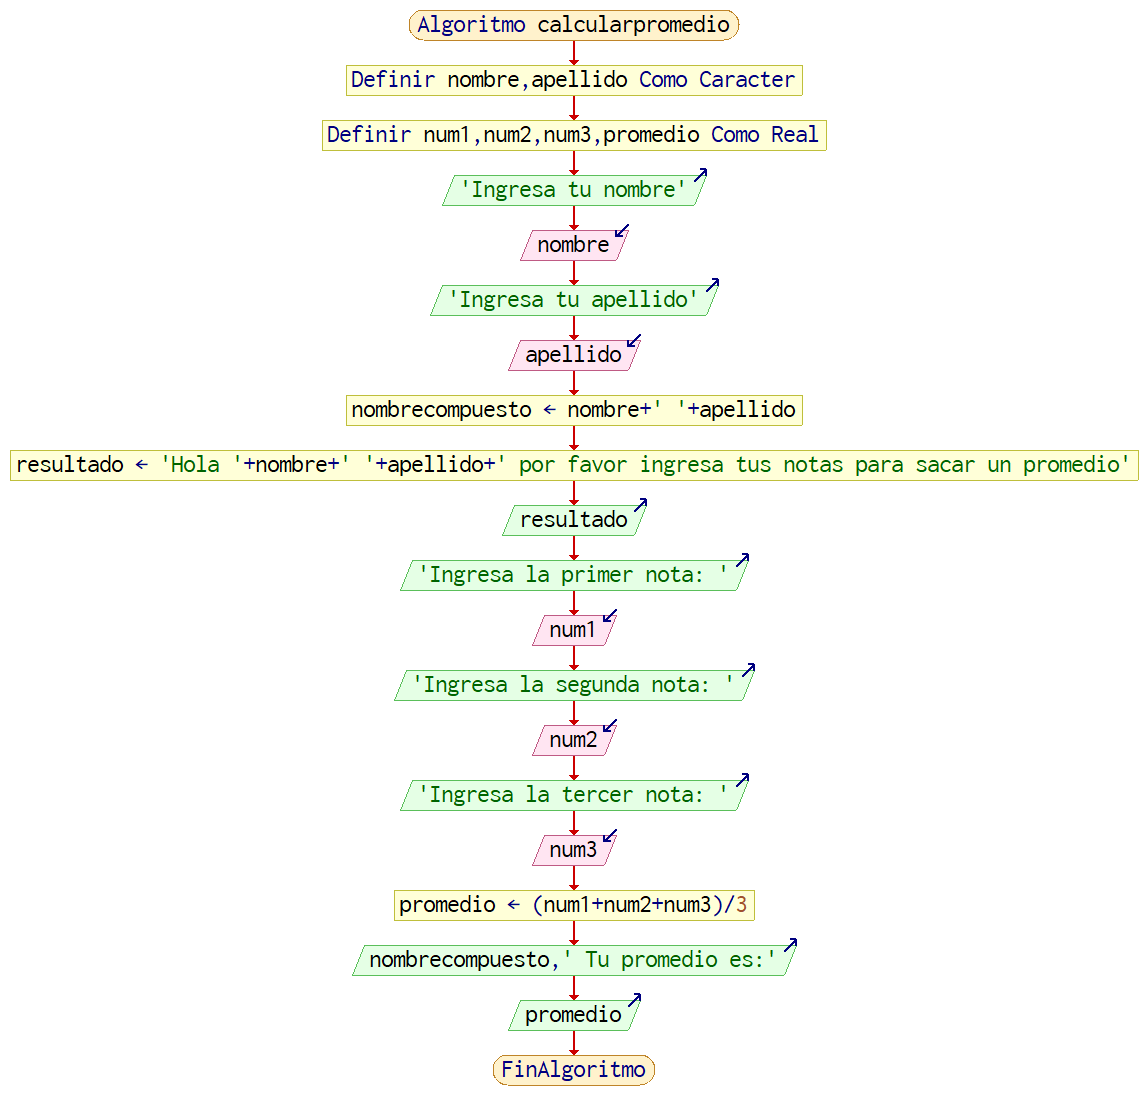 Algoritmo calcularpromedio
Definir nombre,apellido Como Caracter
Definir num1,num2,num3,promedio Como Real
'Ingresa tu nombre'
nombre
'Ingresa tu apellido'
apellido
nombrecompuesto ← nombre+' '+apellido
resultado ← 'Hola '+nombre+' '+apellido+' por favor ingresa tus notas para sacar un promedio'
resultado
'Ingresa la primer nota: '
num1
'Ingresa la segunda nota: '
num2
'Ingresa la tercer nota: '
num3
promedio ← (num1+num2+num3)/3
nombrecompuesto,' Tu promedio es:'
promedio
FinAlgoritmo